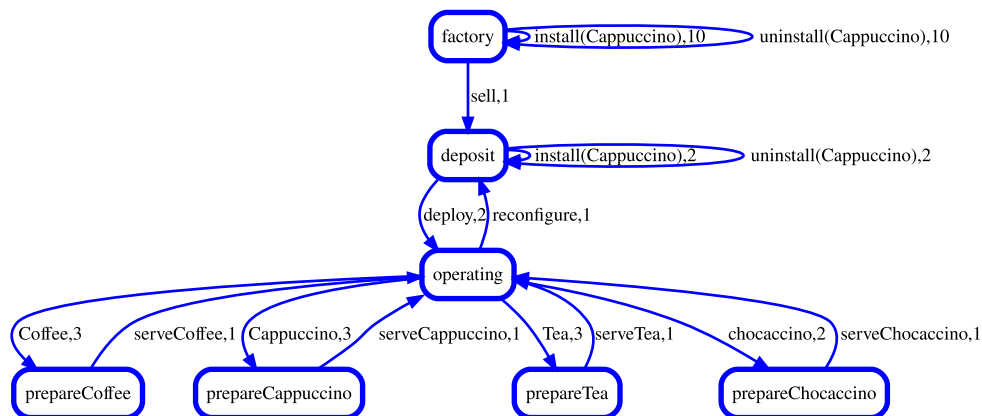 factory
install(Cappuccino),10
uninstall(Cappuccino),10
sell,1
deposit
install(Cappuccino),2
uninstall(Cappuccino),2
deploy,2
reconfigure,1
operating
Coffee,3
serveCoffee,1
Cappuccino,3
serveCappuccino,1
Tea,3
serveTea,1
chocaccino,2
serveChocaccino,1
prepareCoffee
prepareCappuccino
prepareTea
prepareChocaccino